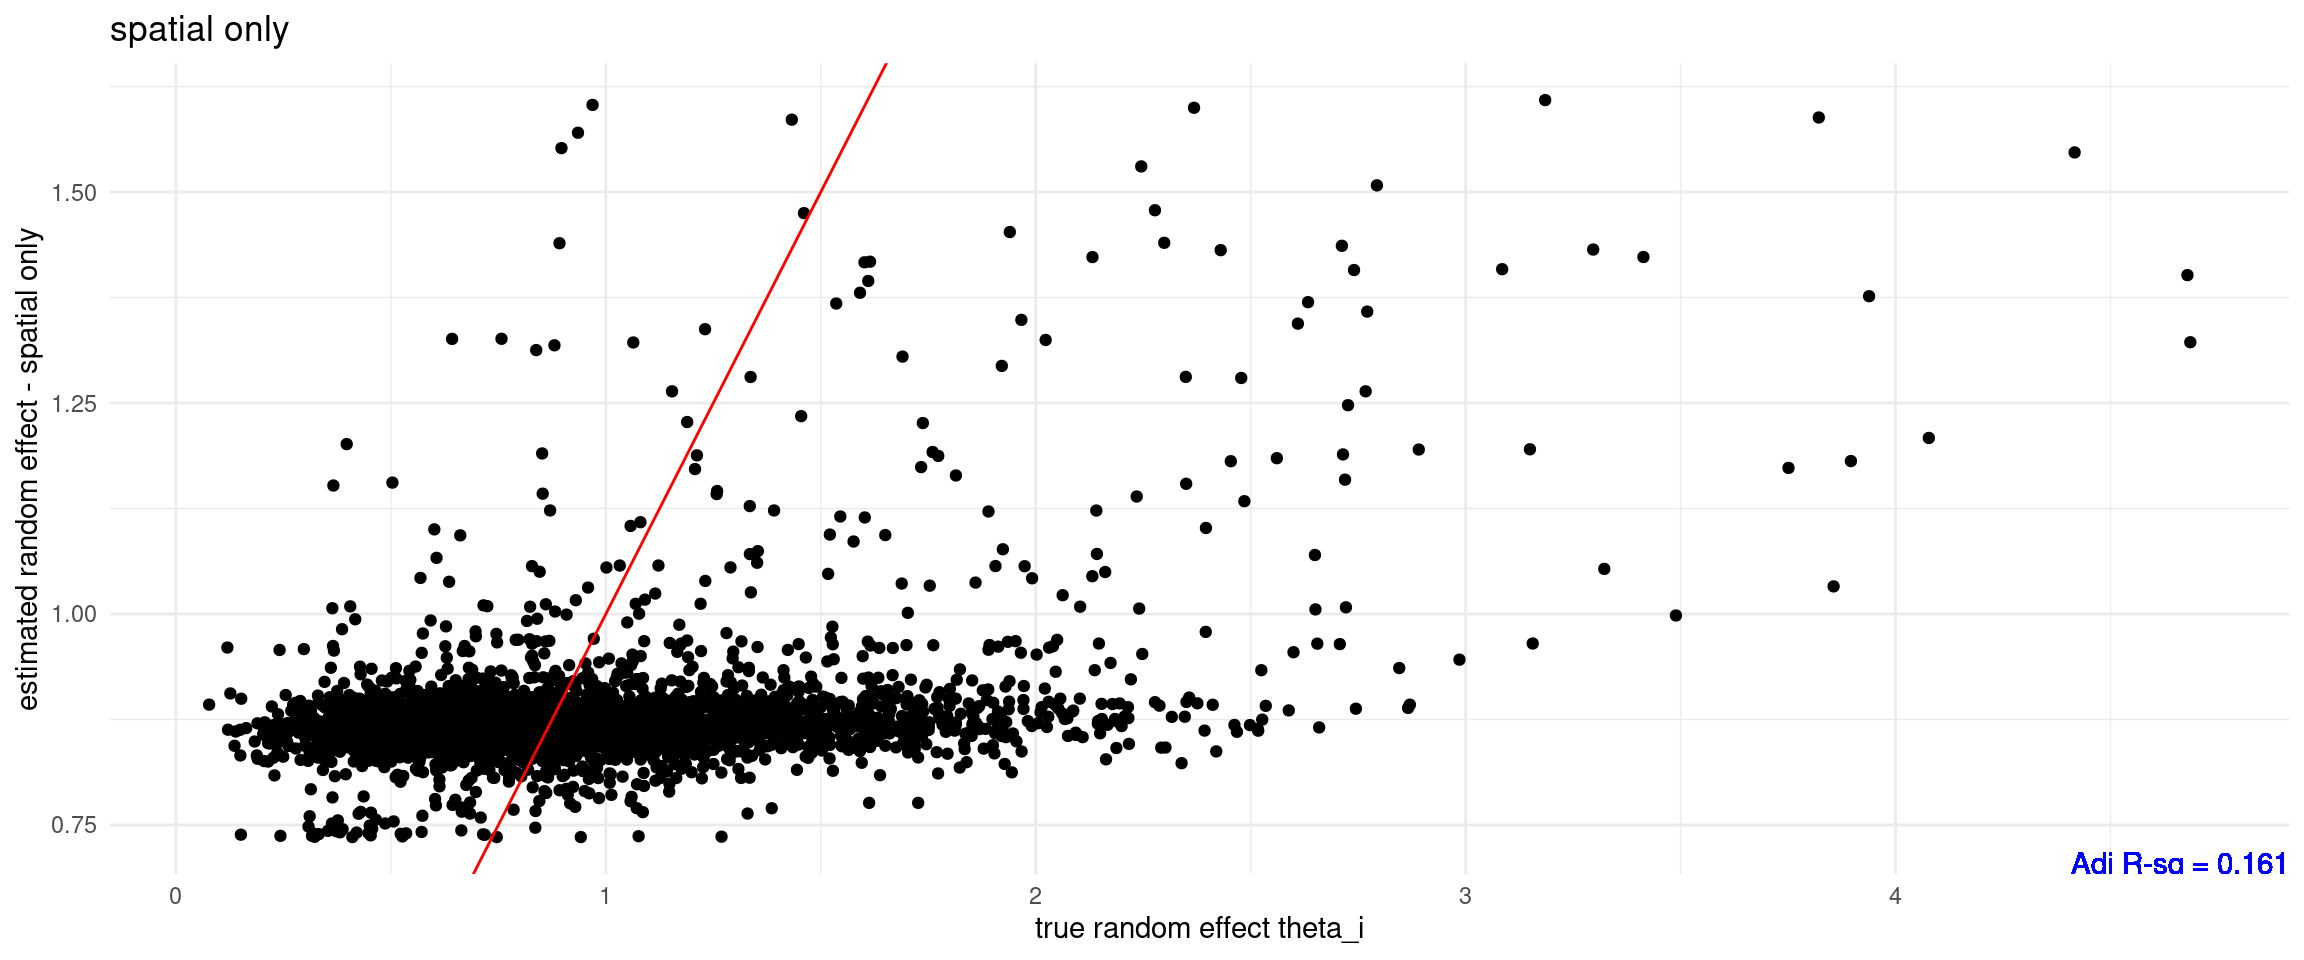 spatial only
estimated random effect - spatial only
1.50
1.25
1.00
0.75
0 1 2 3 4
true random effect theta_i
Adj R-sq = 0.161